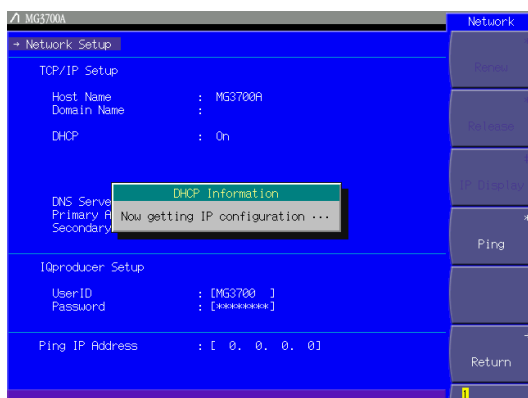 MG3700A
Network
→ Network Setup
TCP/IP Setup
Renew
Host Name : MG3700A
Domain Name :
DHCP : On
Release
DHCP Information
Now getting IP configuration ···
IP Display
DNS Serve
Primary A
Secondary
*
Ping
IQproducer Setup
UserID : [MG3700 ]
Password : [********]
Ping IP Address : [ 0. 0. 0. 0]
→
Return
1